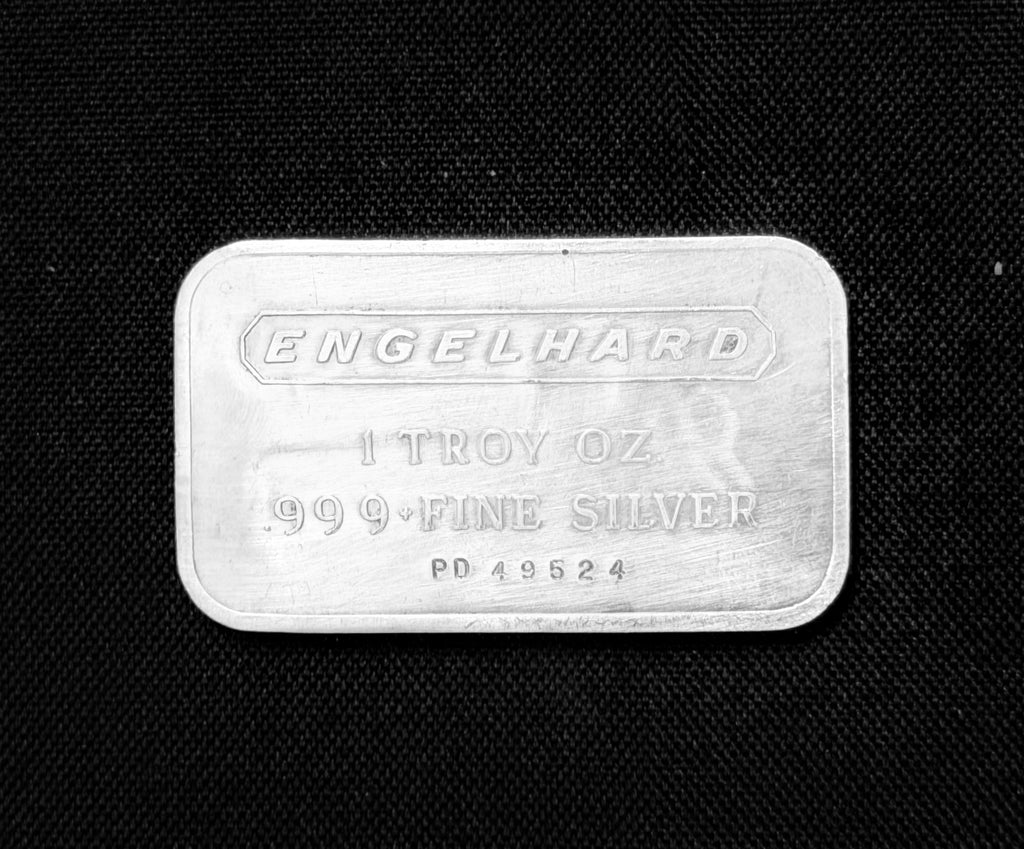 ENGELHARD
1 TROY OZ
.999+ FINE SILVER
PD 49524